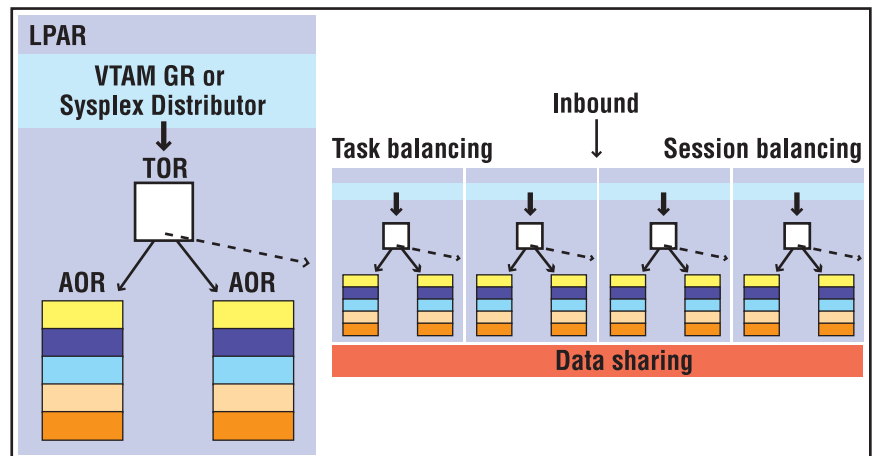 LPAR
VTAM GR or
Sysplex Distributor
TOR
AOR AOR
Inbound
Task balancing Session balancing
Data sharing